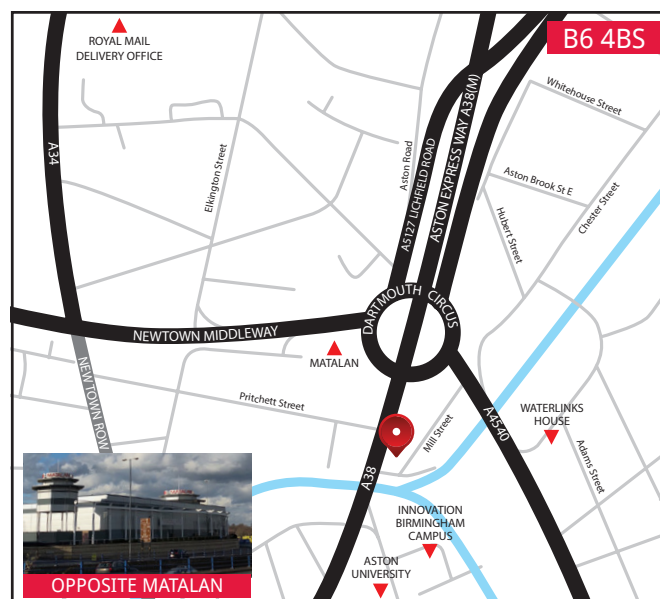 B6 4BS
ROYAL MAIL
DELIVERY OFFICE
A34
Elkington Street
Aston Road
A5127 LICHFIELD ROAD
ASTON EXPRESS WAY A38(M)
Whitehouse Street
Aston Brook St E
Chester Street
Hubert Street
DARTMOUTH CIRCUS
NEWTOWN MIDDLEWAY
MATALAN
NEW TOWN ROW
Pritchett Street
Mill Street
A4540
WATERLINKS
HOUSE
Adams Street
A38
INNOVATION
BIRMINGHAM
CAMPUS
ASTON
UNIVERSITY
OPPOSITE MATALAN